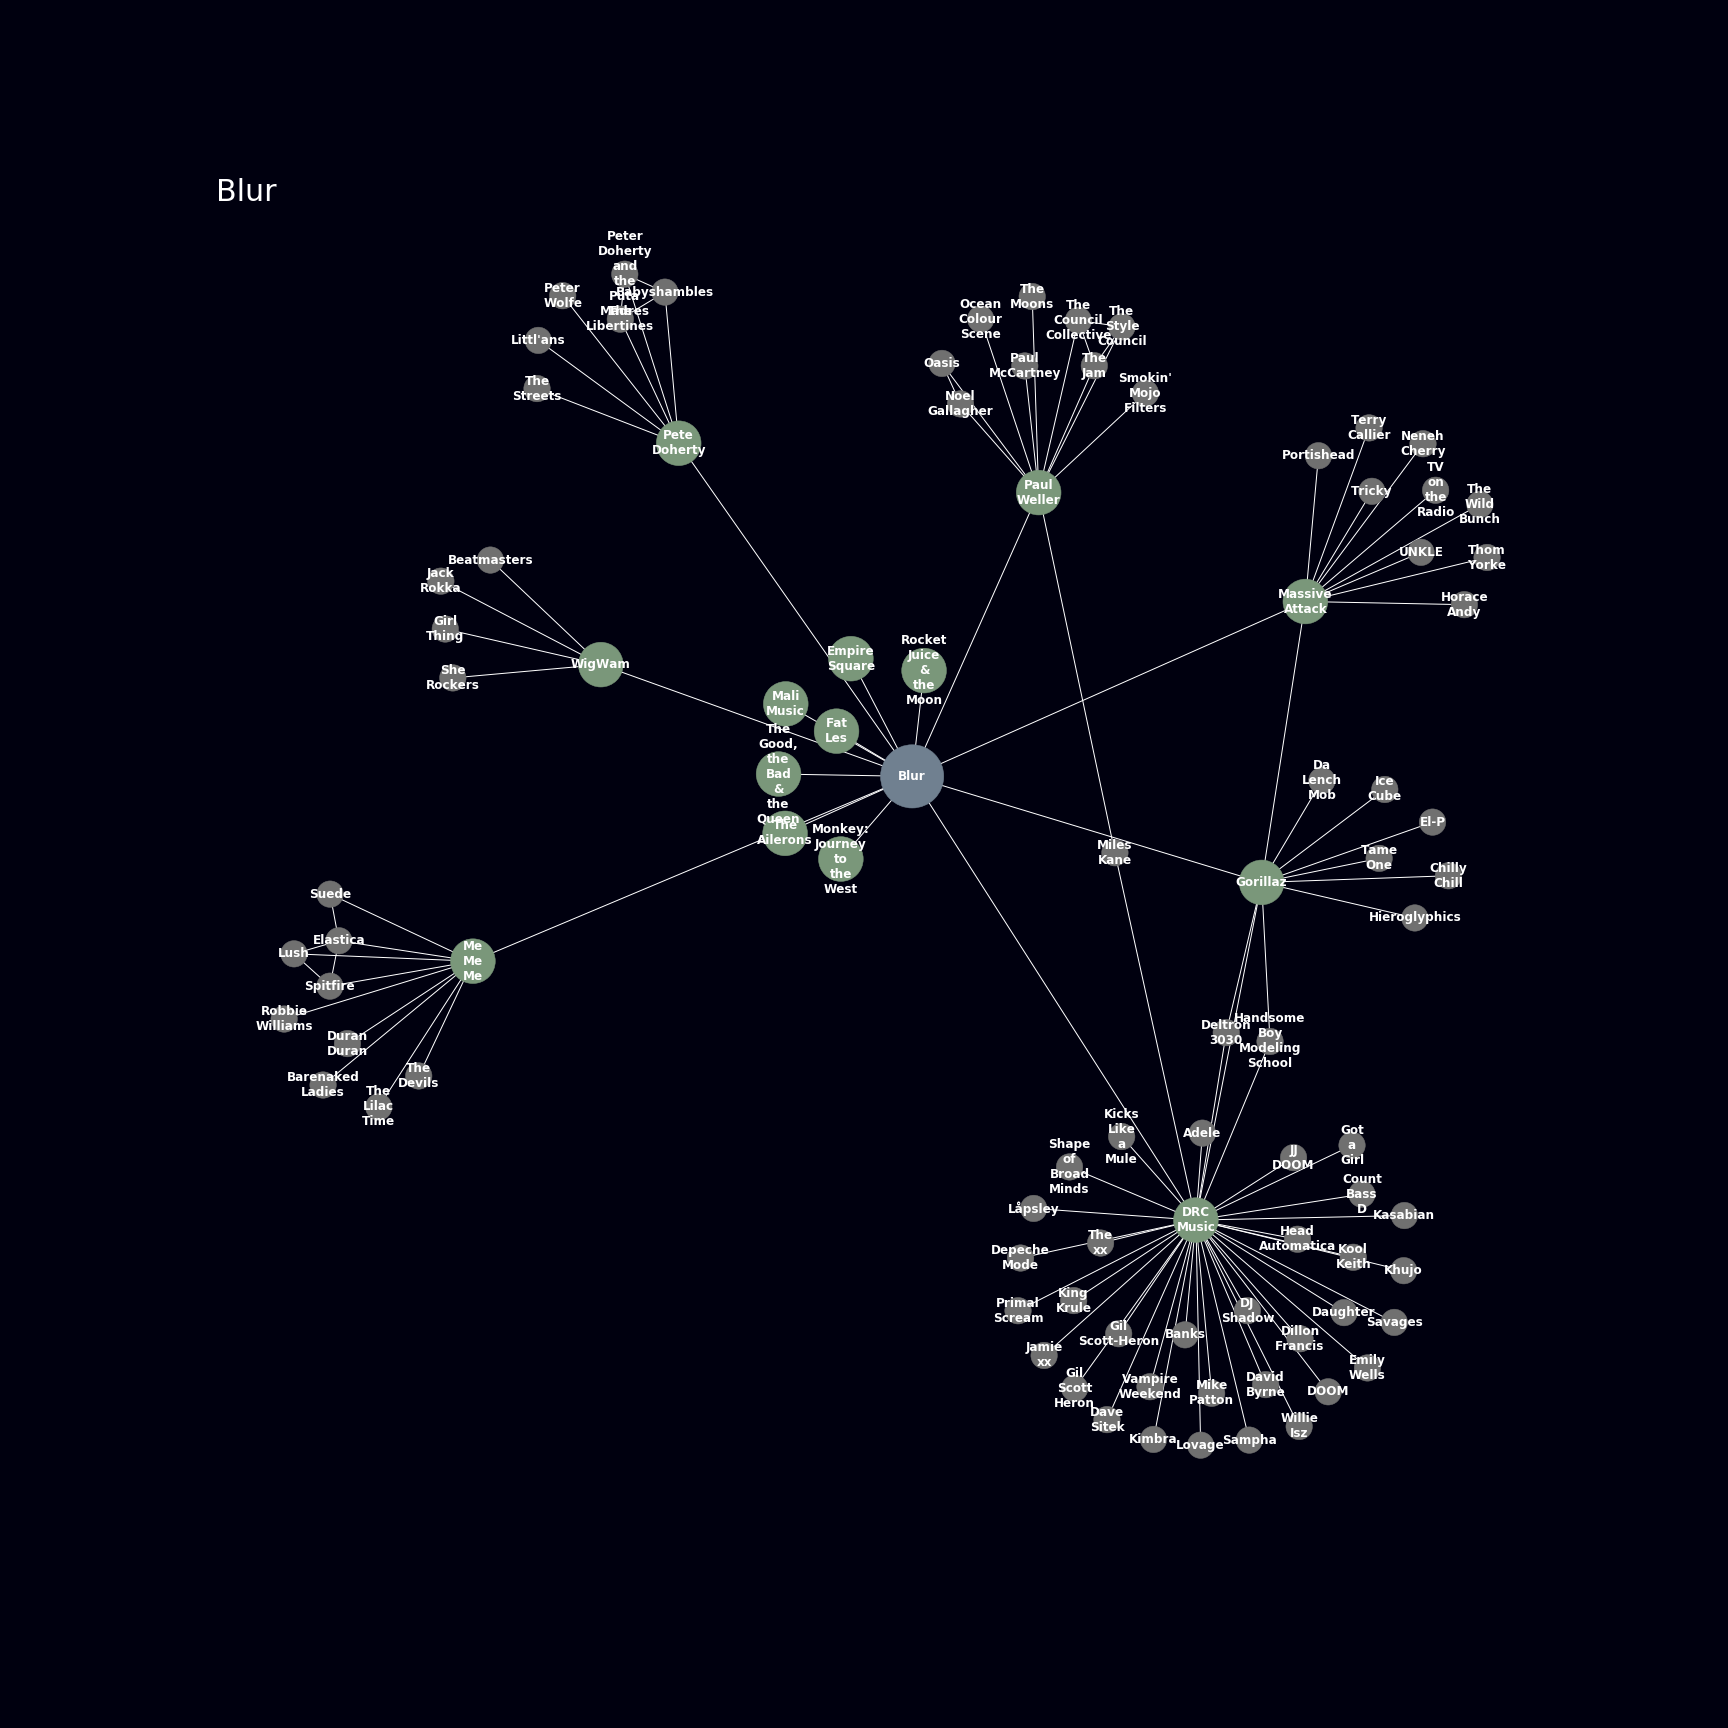 Blur
Peter
Doherty
and
the
Puta
Madres
Babyshambles
Peter
Wolfe
The
Libertines
Littl'ans
The
Streets
Pete
Doherty
The
Moons
Ocean
Colour
Scene
The
Council
Collective
The
Style
Council
Oasis
Paul
McCartney
The
Jam
Noel
Gallagher
Smokin'
Mojo
Filters
Paul
Weller
Terry
Callier
Neneh
Cherry
Portishead
TV
on
the
Radio
Tricky
The
Wild
Bunch
UNKLE
Thom
Yorke
Massive
Attack
Horace
Andy
Beatmasters
Jack
Rokka
Girl
Thing
She
Rockers
WigWam
Empire
Square
Rocket
Juice
&
the
Moon
Mali
Music
Fat
Les
The
Good,
the
Bad
&
the
Queen
Blur
The
Ailerons
Monkey:
Journey
to
the
West
Miles
Kane
Da
Lench
Mob
Ice
Cube
El-P
Tame
One
Chilly
Chill
Gorillaz
Hieroglyphics
Suede
Elastica
Lush
Spitfire
Me
Me
Me
Robbie
Williams
Duran
Duran
Barenaked
Ladies
The
Lilac
Time
The
Devils
Deltron
3030
Handsome
Boy
Modeling
School
Kicks
Like
a
Mule
Adele
Shape
of
Broad
Minds
JJ
DOOM
Got
a
Girl
Count
Bass
D
Låpsley
DRC
Music
Kasabian
The
xx
Depeche
Mode
Head
Automatica
Kool
Keith
Khujo
King
Krule
Primal
Scream
Gil
Scott-Heron
Banks
DJ
Shadow
Daughter
Savages
Dillon
Francis
Jamie
xx
Emily
Wells
Gil
Scott
Heron
Vampire
Weekend
Mike
Patton
David
Byrne
DOOM
Dave
Sitek
Willie
Isz
Kimbra
Lovage
Sampha